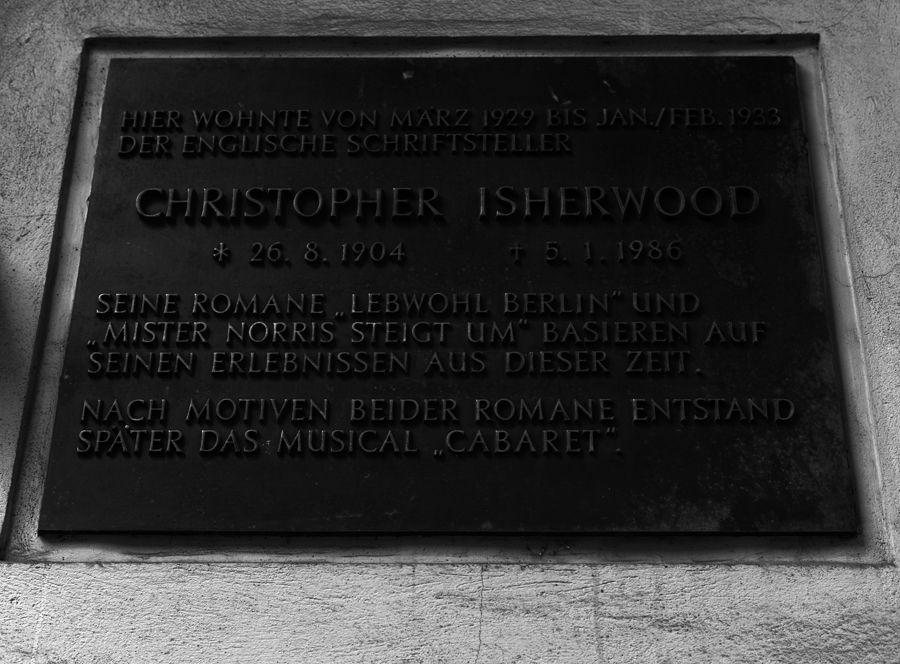 HIER WOHNTE VON MÄRZ 1929 BIS JAN./FEB. 1933
DER ENGLISCHE SCHRIFTSTELLER
CHRISTOPHER ISHERWOOD
* 26. 8. 1904 † 5. 1. 1986
SEINE ROMANE „LEBWOHL BERLIN" UND
„MISTER NORRIS STEIGT UM" BASIEREN AUF
SEINEN ERLEBNISSEN AUS DIESER ZEIT.
NACH MOTIVEN BEIDER ROMANE ENTSTAND
SPÄTER DAS MUSICAL „CABARET".